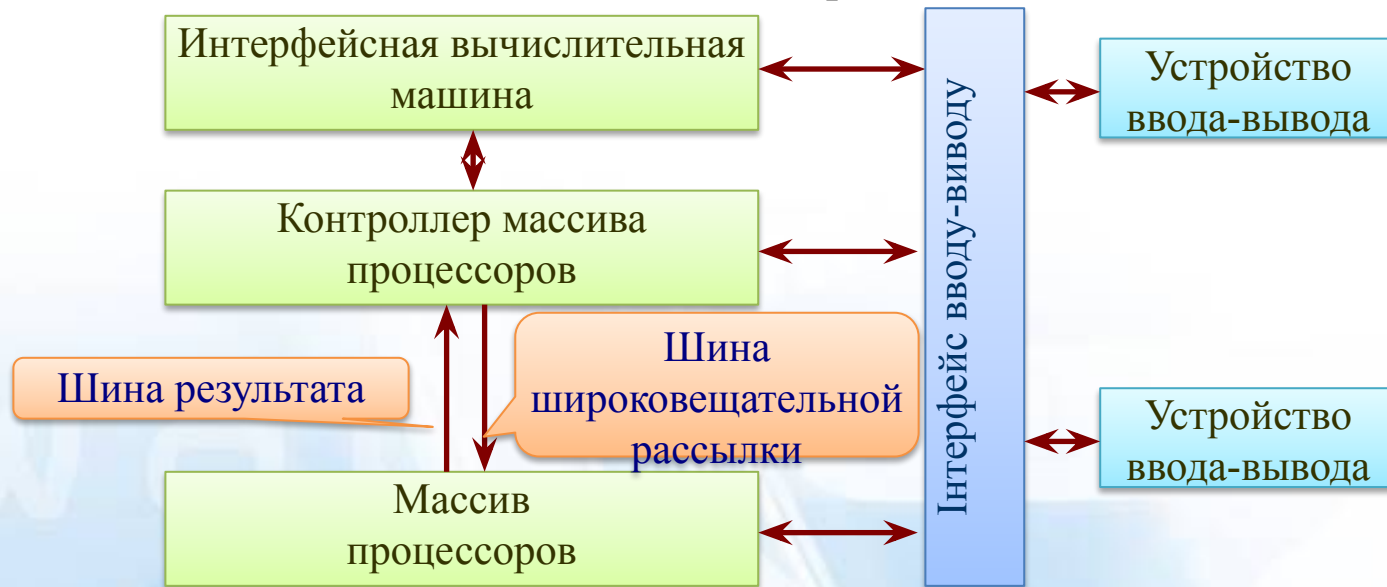 Интерфейсная вычислительная
машина
Контроллер массива
процессоров
Шина результата
Шина
широковещательной
рассылки
Массив
процессоров
Інтерфейс вводу-виводу
Устройство
ввода-вывода
Устройство
ввода-вывода